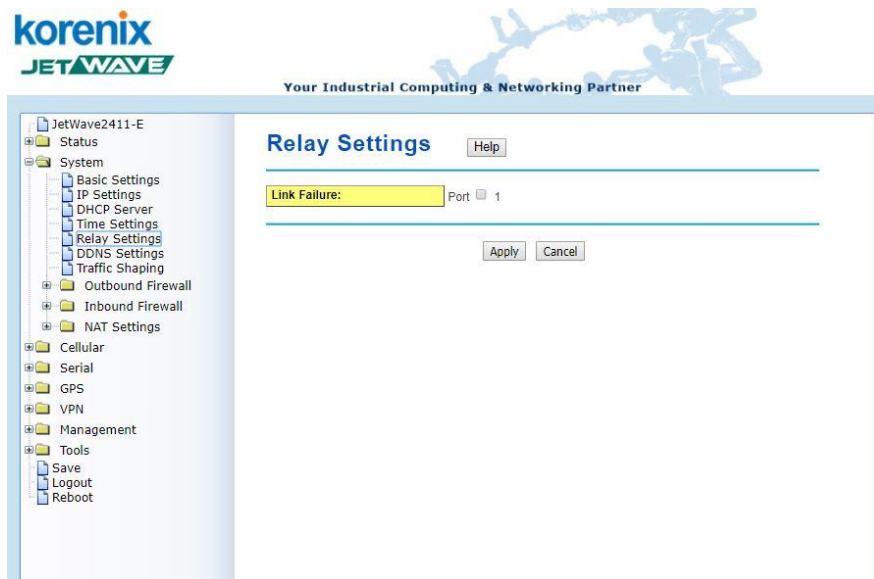 korenix
JETWAVE
Your Industrial Computing & Networking Partner
JetWave2411-E
Status
System
Basic Settings
IP Settings
DHCP Server
Time Settings
Relay Settings
DDNS Settings
Traffic Shaping
Outbound Firewall
Inbound Firewall
NAT Settings
Cellular
Serial
GPS
VPN
Management
Tools
Save
Logout
Reboot
Relay Settings Help
Link Failure: Port 1
Apply Cancel